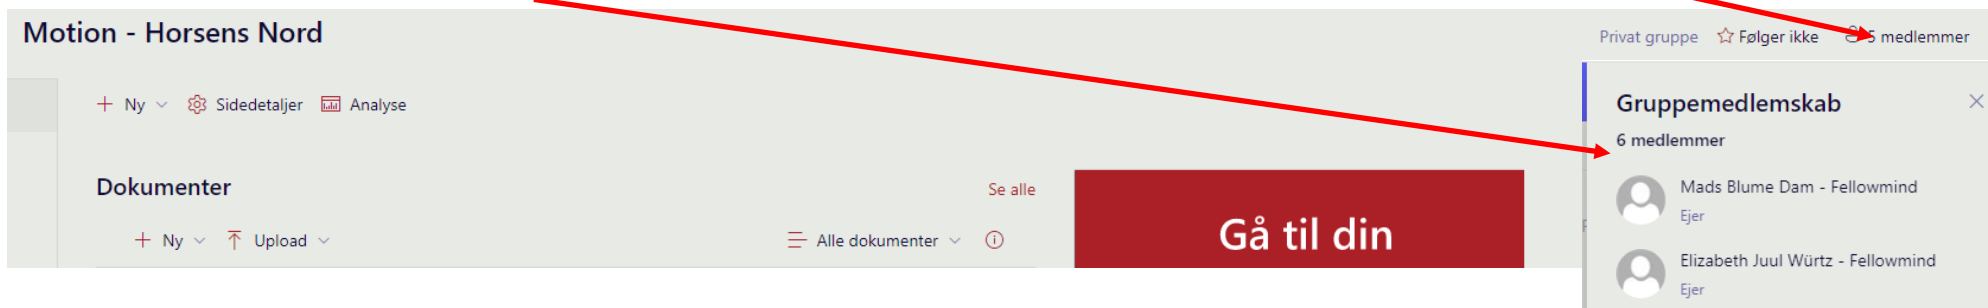 Motion - Horsens Nord
Privat gruppe Følger ikke 5 medlemmer
Ny Sidedetaljer Analyse
Gruppemedlemskab
6 medlemmer
Dokumenter
Se alle
Ny Upload Alle dokumenter
Gå til din
Mads Blume Dam - Fellowmind
Ejer
Elizabeth Juul Würtz - Fellowmind
Ejer